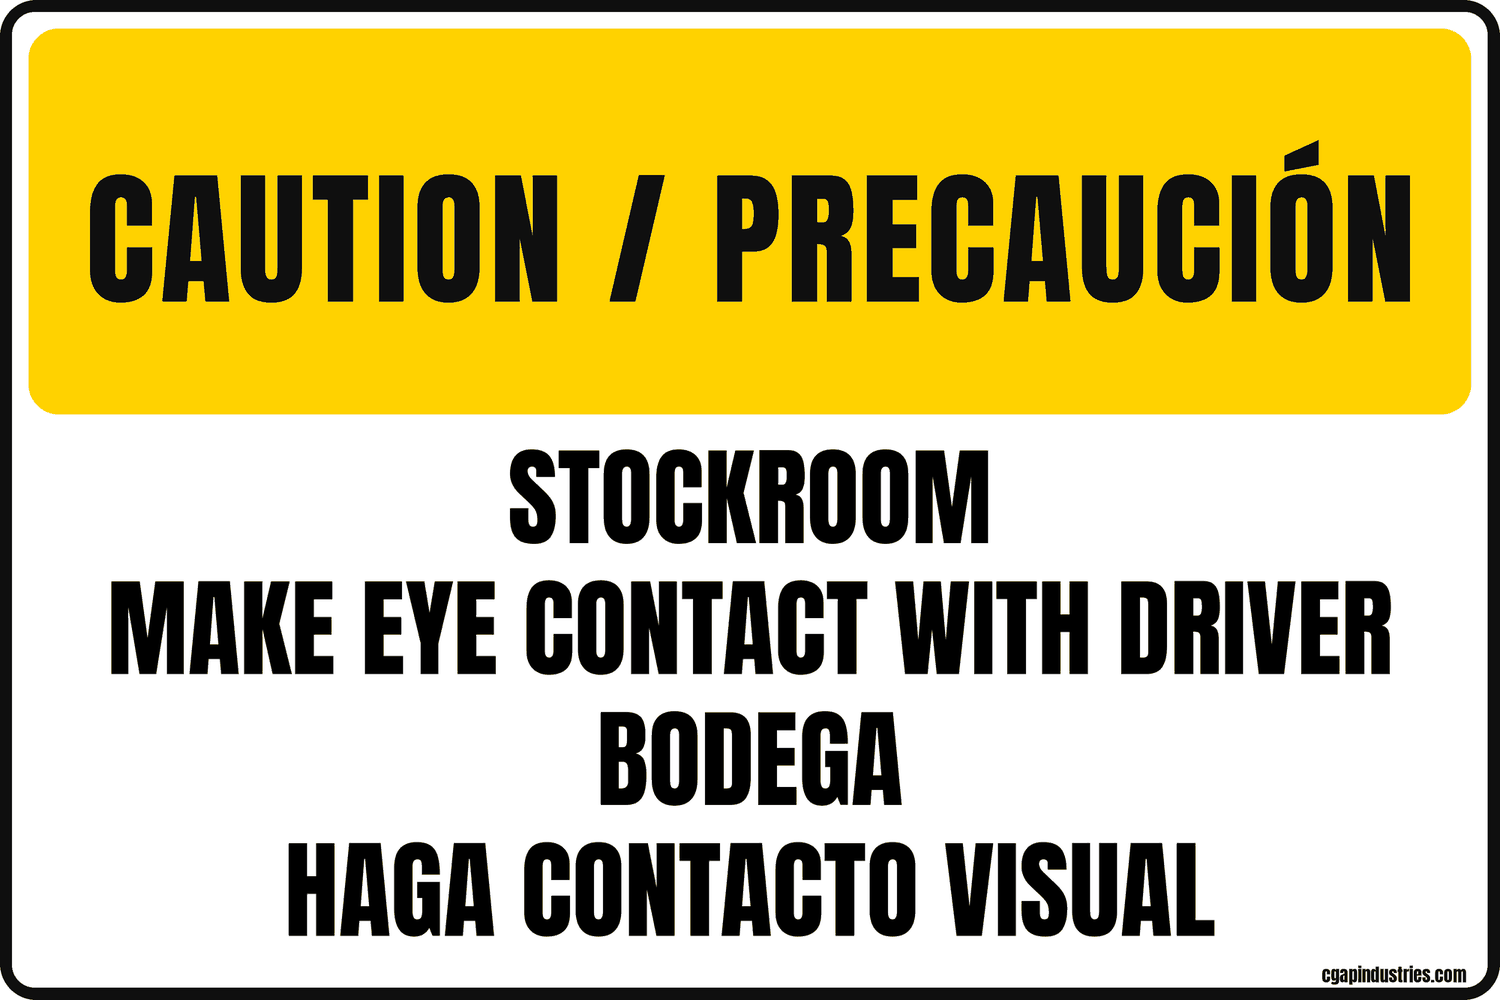 CAUTION / PRECAUCIÓN
STOCKROOM
MAKE EYE CONTACT WITH DRIVER
BODEGA
HAGA CONTACTO VISUAL
cgapindustries.com